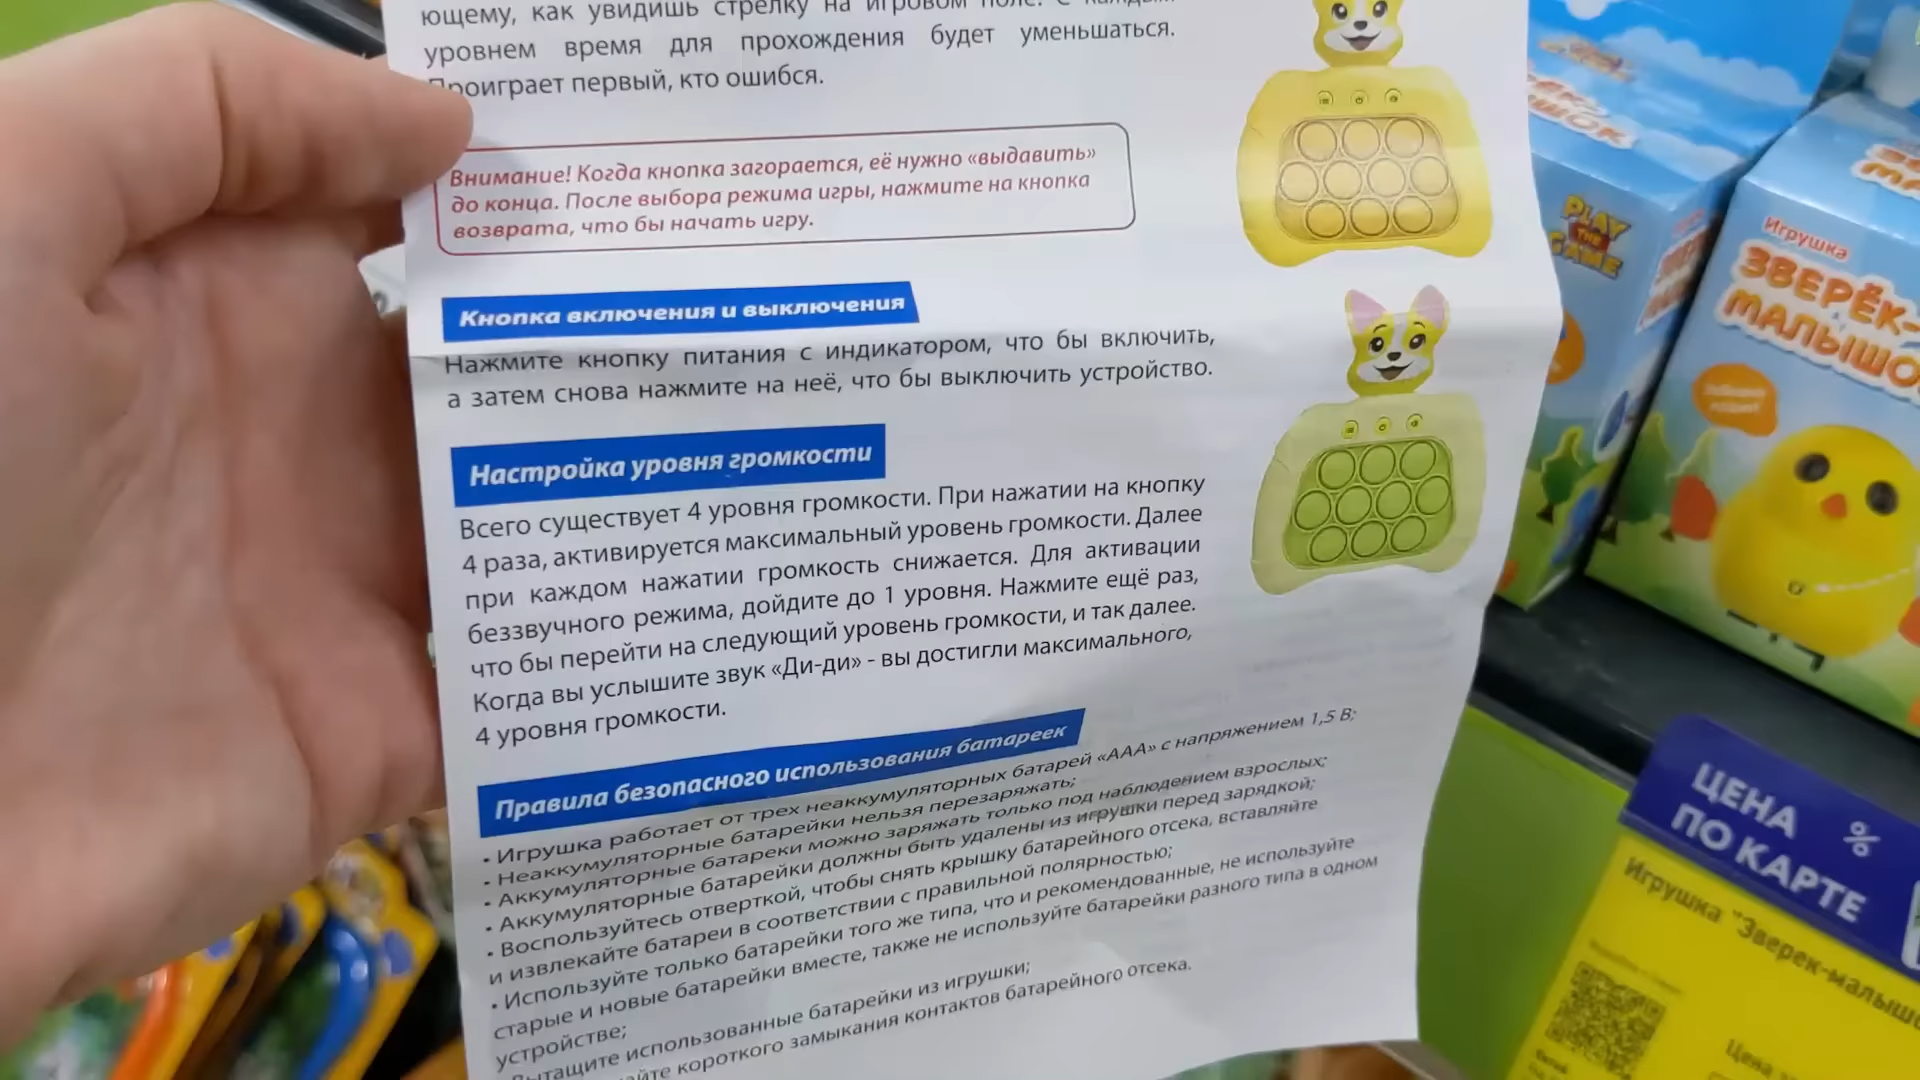 ющему, как увидишь стрелку на игровом поле. С каждым
уровнем время для прохождения будет уменьшаться.
Проиграет первый, кто ошибся.
Внимание! Когда кнопка загорается, её нужно «выдавить»
до конца. После выбора режима игры, нажмите на кнопка
возврата, что бы начать игру.
Кнопка включения и выключения
Нажмите кнопку питания с индикатором, что бы включить,
а затем снова нажмите на неё, что бы выключить устройство.
Настройка уровня громкости
Всего существует 4 уровня громкости. При нажатии на кнопку
4 раза, активируется максимальный уровень громкости. Далее
при каждом нажатии громкость снижается. Для активации
беззвучного режима, дойдите до 1 уровня. Нажмите ещё раз,
что бы перейти на следующий уровень громкости, и так далее.
Когда вы услышите звук «Ди-ди» - вы достигли максимального,
4 уровня громкости.
Правила безопасного использования батареек
• Игрушка работает от трех неаккумуляторных батарей «ААА» с напряжением 1,5 В;
• Неаккумуляторные батарейки нельзя перезаряжать;
• Аккумуляторные батареки можно заряжать только под наблюдением взрослых;
• Аккумуляторные батарейки должны быть удалены из игрушки перед зарядкой;
• Воспользуйтесь отверткой, чтобы снять крышку батарейного отсека, вставляйте
и извлекайте батареи в соответствии с правильной полярностью;
• Используйте только батарейки того же типа, что и рекомендованные, не используйте
старые и новые батарейки вместе, также не используйте батарейки разного типа в одном
устройстве;
Вытащите использованные батарейки из игрушки;
айте короткого замыкания контактов батарейного отсека.
PLAY
THE
GAME
Игрушка
ЗВЕРЁК-
МАЛЫШО
ЦЕНА
ПО КАРТЕ
%
Игрушка "Зверек-малыш
Цена